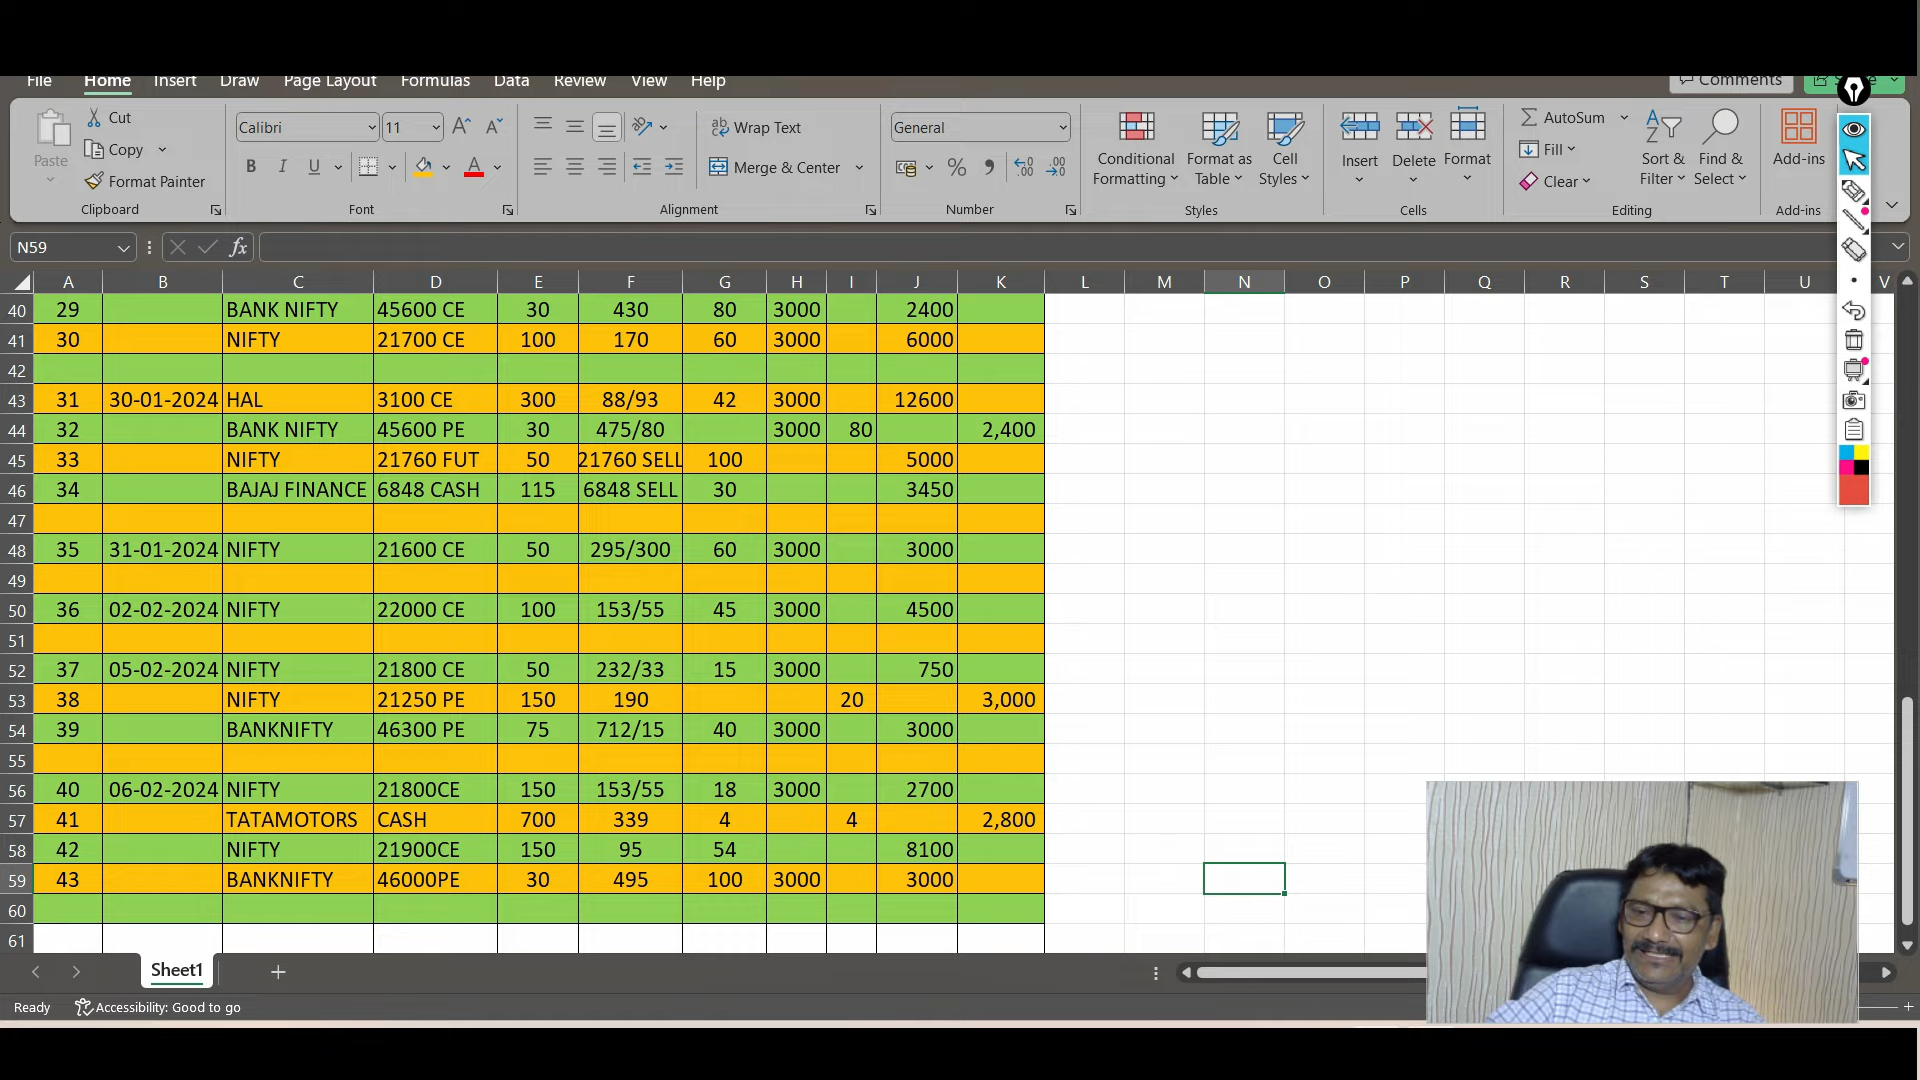 File Home Insert Draw Page Layout Formulas Data Review View Help Comments
Cut
Calibri 11 Wrap Text General AutoSum
Paste Copy Conditional Formatting Format as Table Cell Styles Insert Delete Format Fill Sort & Filter Find & Select Add-ins
B I U A Merge & Center %
Format Painter Clear
Clipboard Font Alignment Number Styles Cells Editing Add-ins
N59 fx
A B C D E F G H I J K L M N O P Q R S T U V
40 29 BANK NIFTY 45600 CE 30 430 80 3000 2400
41 30 NIFTY 21700 CE 100 170 60 3000 6000
42
43 31 30-01-2024 HAL 3100 CE 300 88/93 42 3000 12600
44 32 BANK NIFTY 45600 PE 30 475/80 3000 80 2,400
45 33 NIFTY 21760 FUT 50 21760 SELL 100 5000
46 34 BAJAJ FINANCE 6848 CASH 115 6848 SELL 30 3450
47
48 35 31-01-2024 NIFTY 21600 CE 50 295/300 60 3000 3000
49
50 36 02-02-2024 NIFTY 22000 CE 100 153/55 45 3000 4500
51
52 37 05-02-2024 NIFTY 21800 CE 50 232/33 15 3000 750
53 38 NIFTY 21250 PE 150 190 20 3,000
54 39 BANKNIFTY 46300 PE 75 712/15 40 3000 3000
55
56 40 06-02-2024 NIFTY 21800CE 150 153/55 18 3000 2700
57 41 TATAMOTORS CASH 700 339 4 4 2,800
58 42 NIFTY 21900CE 150 95 54 8100
59 43 BANKNIFTY 46000PE 30 495 100 3000 3000
60
61
Sheet1
Ready Accessibility: Good to go